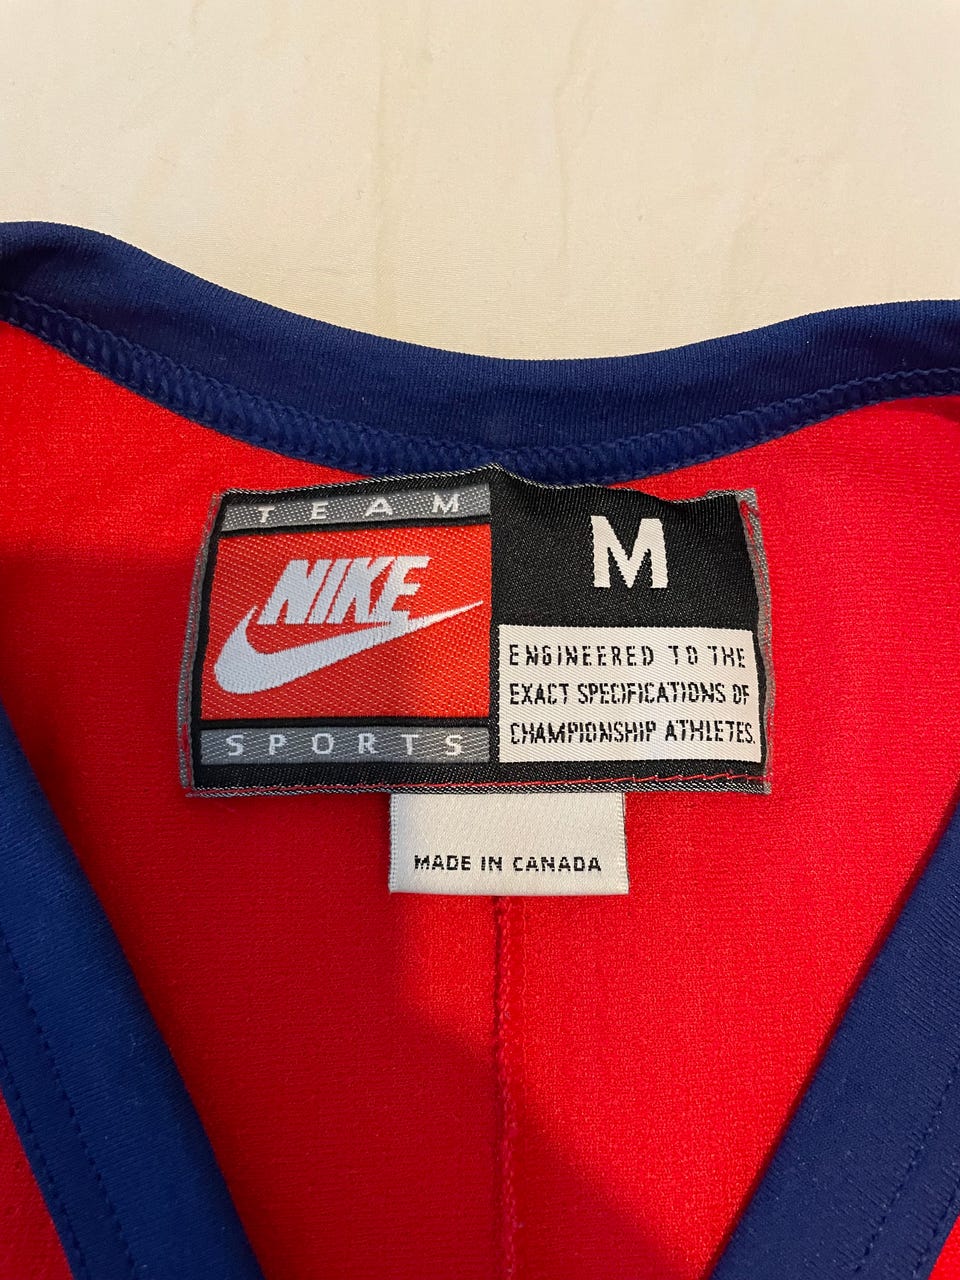 TEAM
NIKE
SPORTS
M
ENGINEERED TO THE
EXACT SPECIFICATIONS OF
CHAMPIONSHIP ATHLETES.
MADE IN CANADA